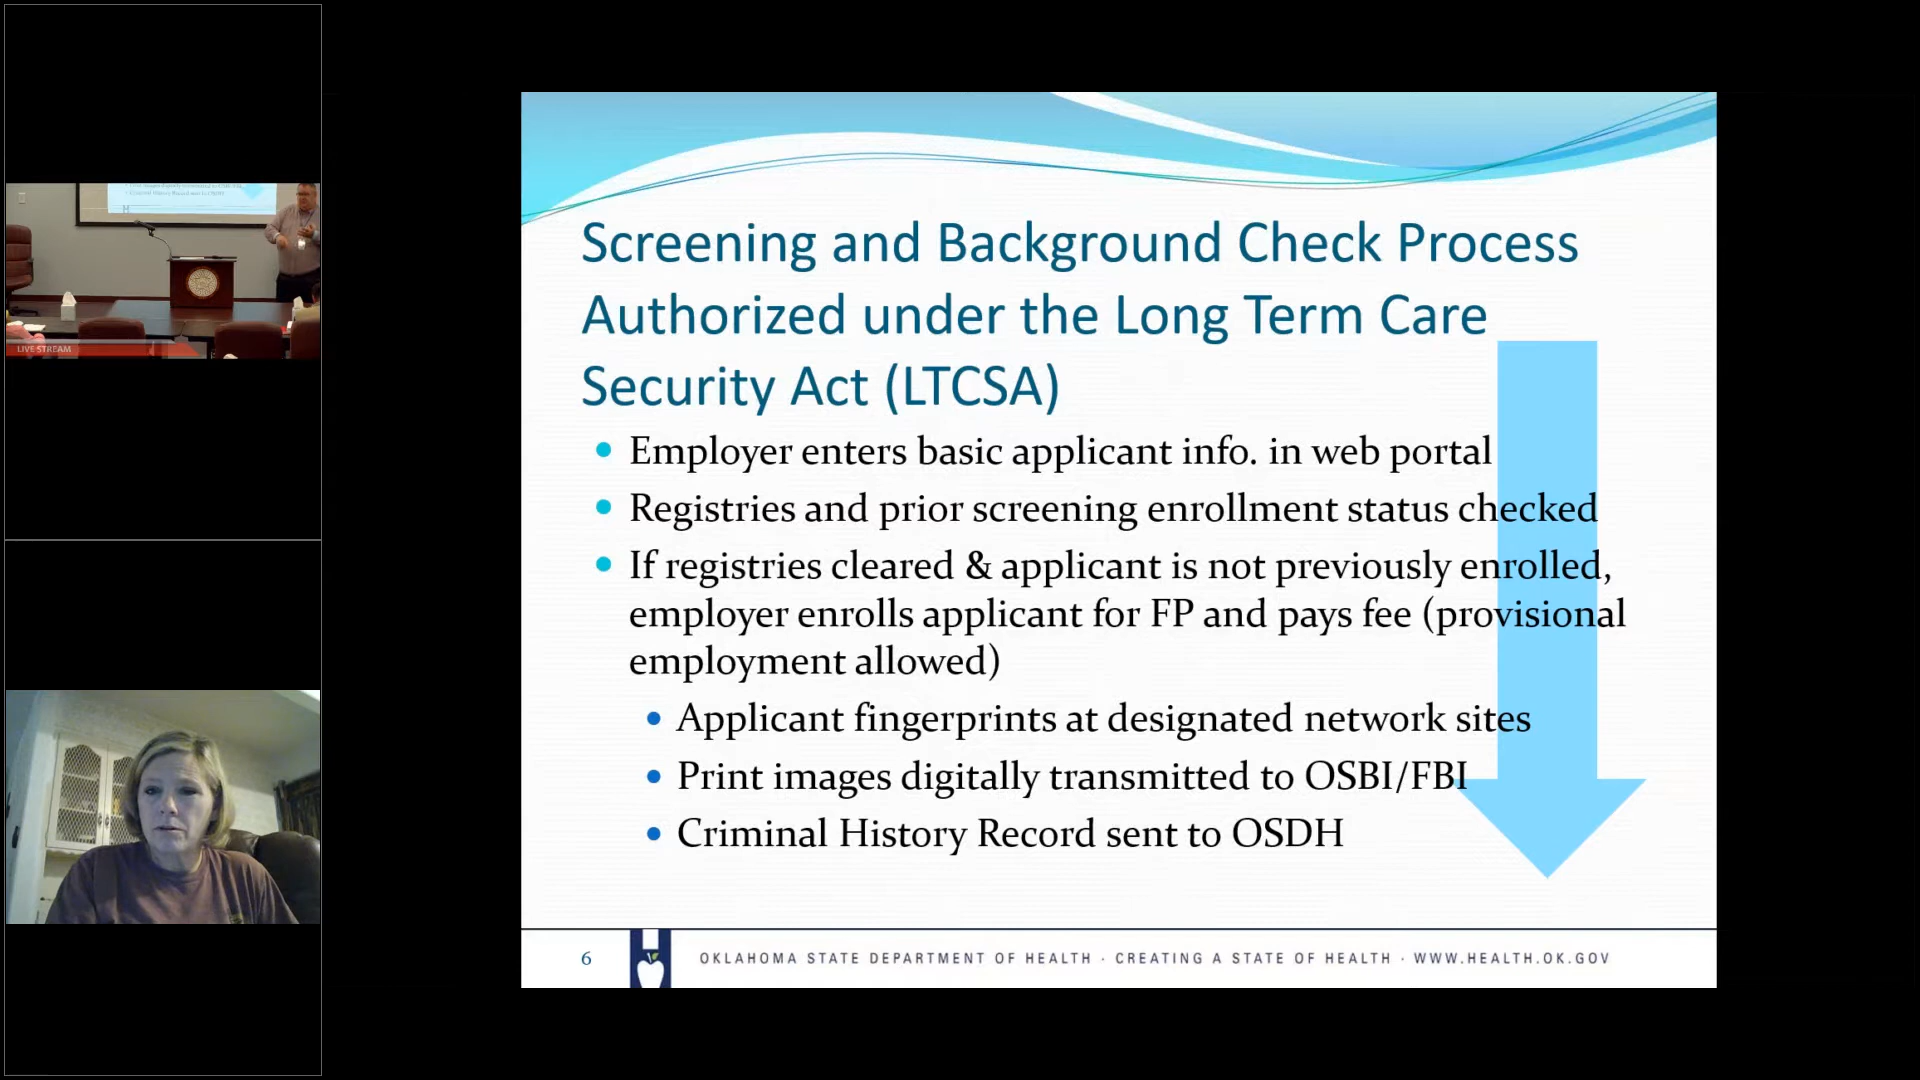 Screening and Background Check Process
Authorized under the Long Term Care
Security Act (LTCSA)
• Employer enters basic applicant info. in web portal
• Registries and prior screening enrollment status checked
• If registries cleared & applicant is not previously enrolled,
employer enrolls applicant for FP and pays fee (provisional
employment allowed)
• Applicant fingerprints at designated network sites
• Print images digitally transmitted to OSBI/FBI
• Criminal History Record sent to OSDH
6
OKLAHOMA STATE DEPARTMENT OF HEALTH · CREATING A STATE OF HEALTH · WWW.HEALTH.OK.GOV
LIVE STREAM